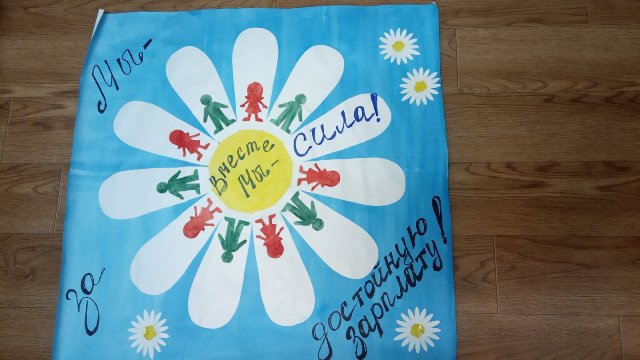 Мы-
Вместе
Мы-
сила!
за
достойную
зарплату!